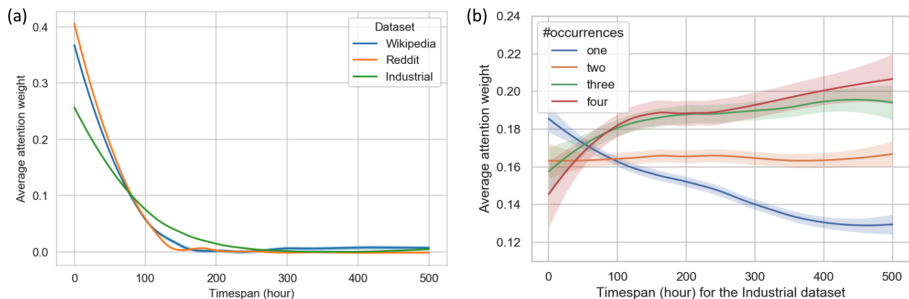 (a)
Average attention weight
0.4
0.3
0.2
0.1
0.0
Dataset
Wikipedia
Reddit
Industrial
0 100 200 300 400 500
Timespan (hour)
(b)
Average attention weight
0.24
0.22
0.20
0.18
0.16
0.14
0.12
#occurrences
one
two
three
four
0 100 200 300 400 500
Timespan (hour) for the Industrial dataset